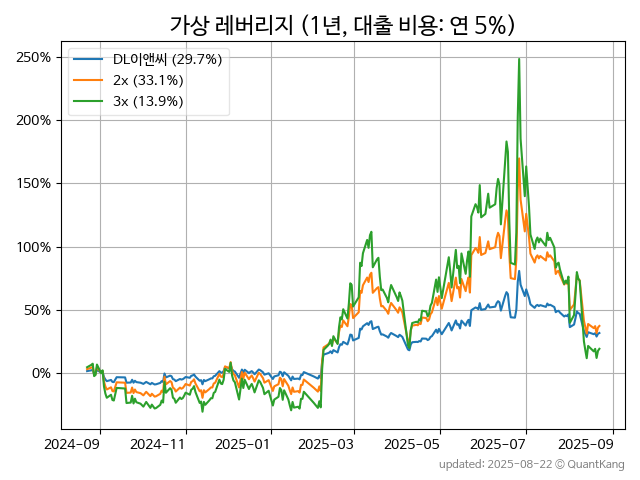 가상 레버리지 (1년, 대출 비용: 연 5%)
DL이앤씨 (29.7%)
2x (33.1%)
3x (13.9%)
250%
200%
150%
100%
50%
0%
2024-09 2024-11 2025-01 2025-03 2025-05 2025-07 2025-09
updated: 2025-08-22 © QuantKang